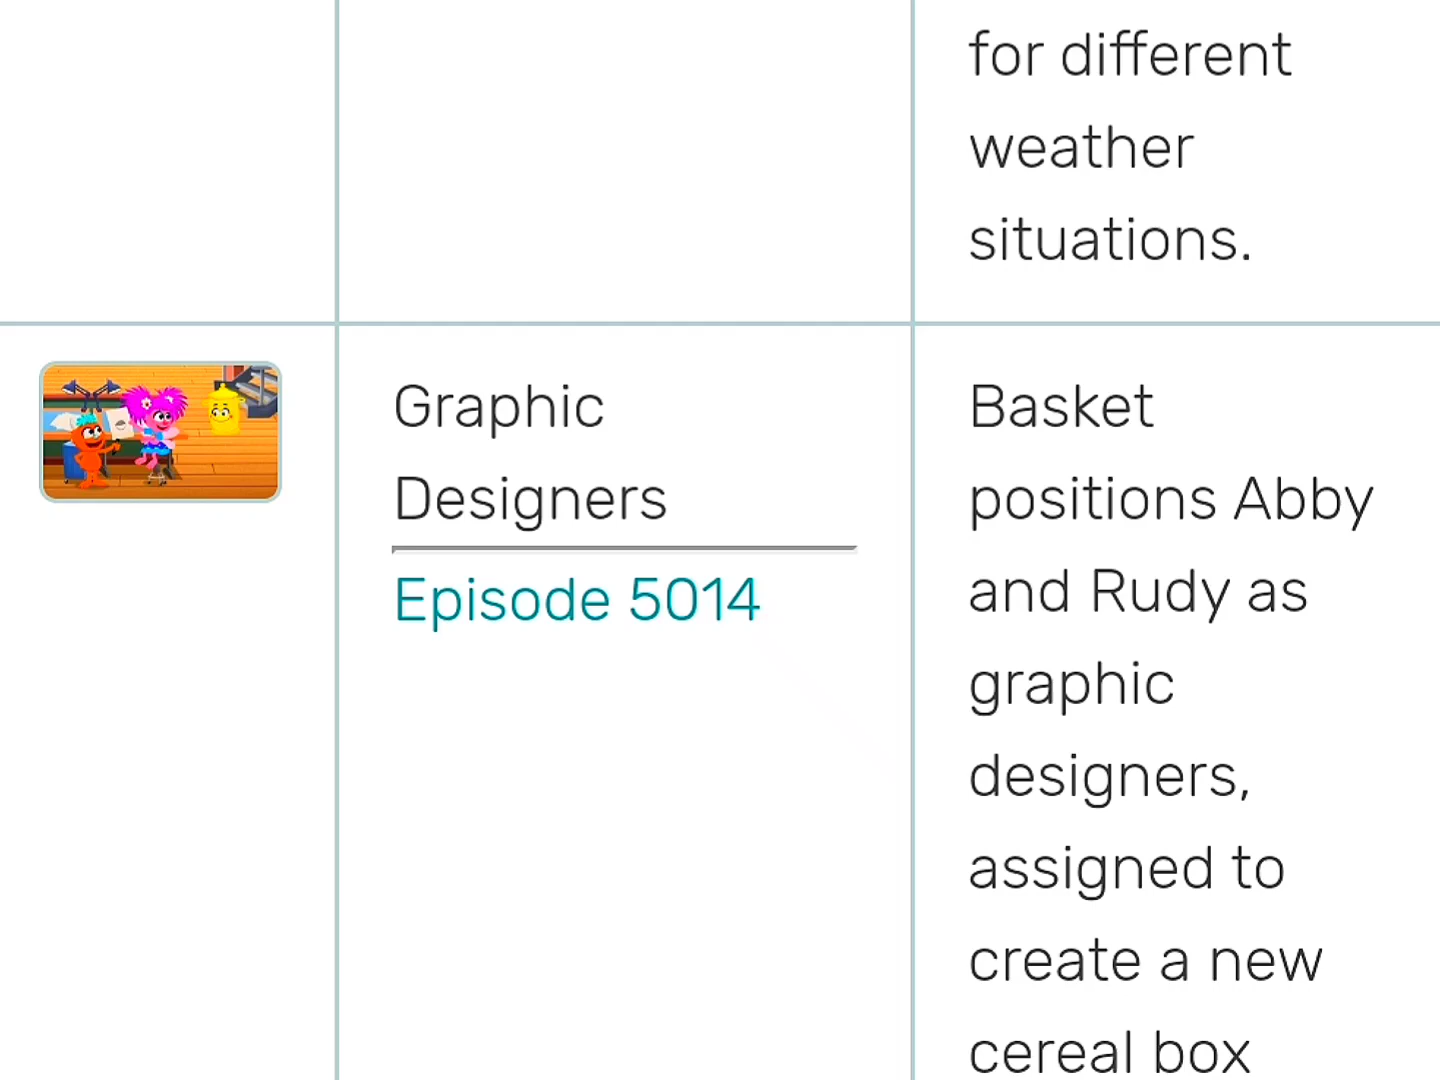 for different
weather
situations.
Graphic
Designers
Episode 5014
Basket
positions Abby
and Rudy as
graphic
designers,
assigned to
create a new
cereal box